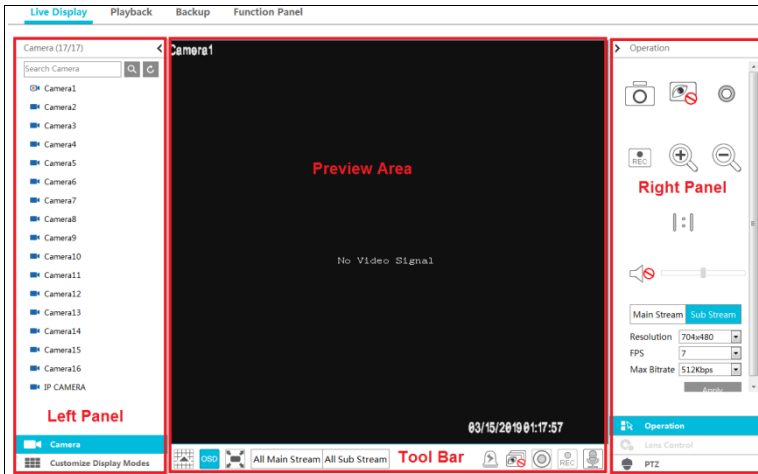 Live Display Playback Backup Function Panel
Camera (17/17)
Search Camera
Camera1
Camera2
Camera3
Camera4
Camera5
Camera6
Camera7
Camera8
Camera9
Camera10
Camera11
Camera12
Camera13
Camera14
Camera15
Camera16
IP CAMERA
Left Panel
Camera
Customize Display Modes
Camera1
Preview Area
No Video Signal
03/15/2019 01:17:57
OSD
All Main Stream All Sub Stream
Tool Bar
REC
Operation
REC
Right Panel
1:1
Main Stream Sub Stream
Resolution 704x480
FPS 7
Max Bitrate 512Kbps
Apply
Operation
Lens Control
PTZ